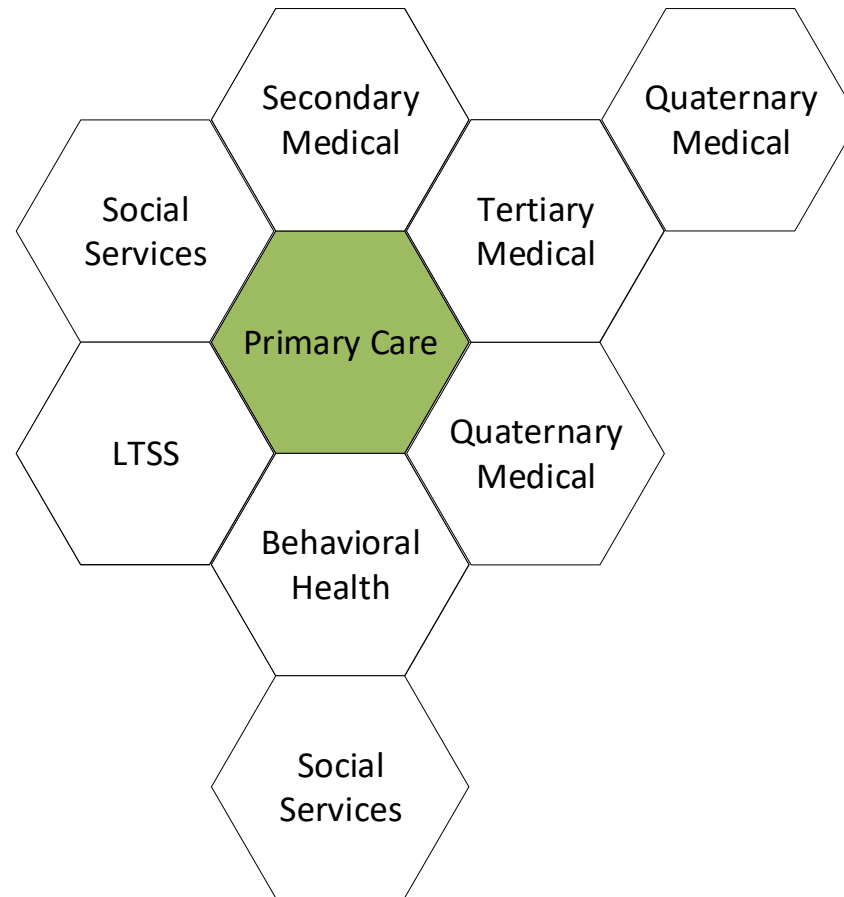 Secondary
Medical
Quaternary
Medical
Social
Services
Tertiary
Medical
Primary Care
LTSS
Quaternary
Medical
Behavioral
Health
Social
Services